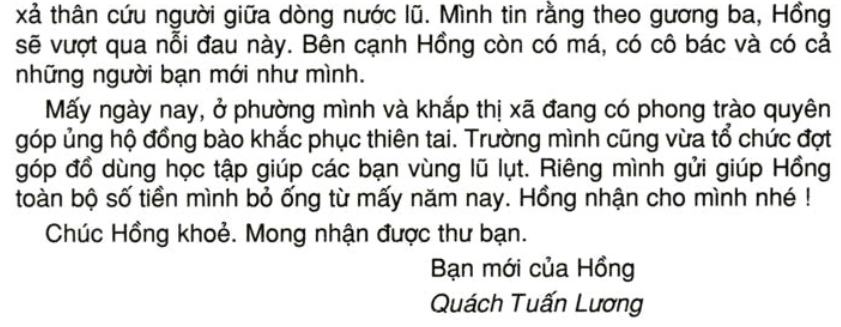 xả thân cứu người giữa dòng nước lũ. Mình tin rằng theo gương ba, Hồng
sẽ vượt qua nỗi đau này. Bên cạnh Hồng còn có má, có cô bác và có cả
những người bạn mới như mình.
Mấy ngày nay, ở phường mình và khắp thị xã đang có phong trào quyên
góp ủng hộ đồng bào khắc phục thiên tai. Trường mình cũng vừa tổ chức đợt
góp đồ dùng học tập giúp các bạn vùng lũ lụt. Riêng mình gửi giúp Hồng
toàn bộ số tiền mình bỏ ống từ mấy năm nay. Hồng nhận cho mình nhé !
Chúc Hồng khoẻ. Mong nhận được thư bạn.
Bạn mới của Hồng
Quách Tuấn Lương